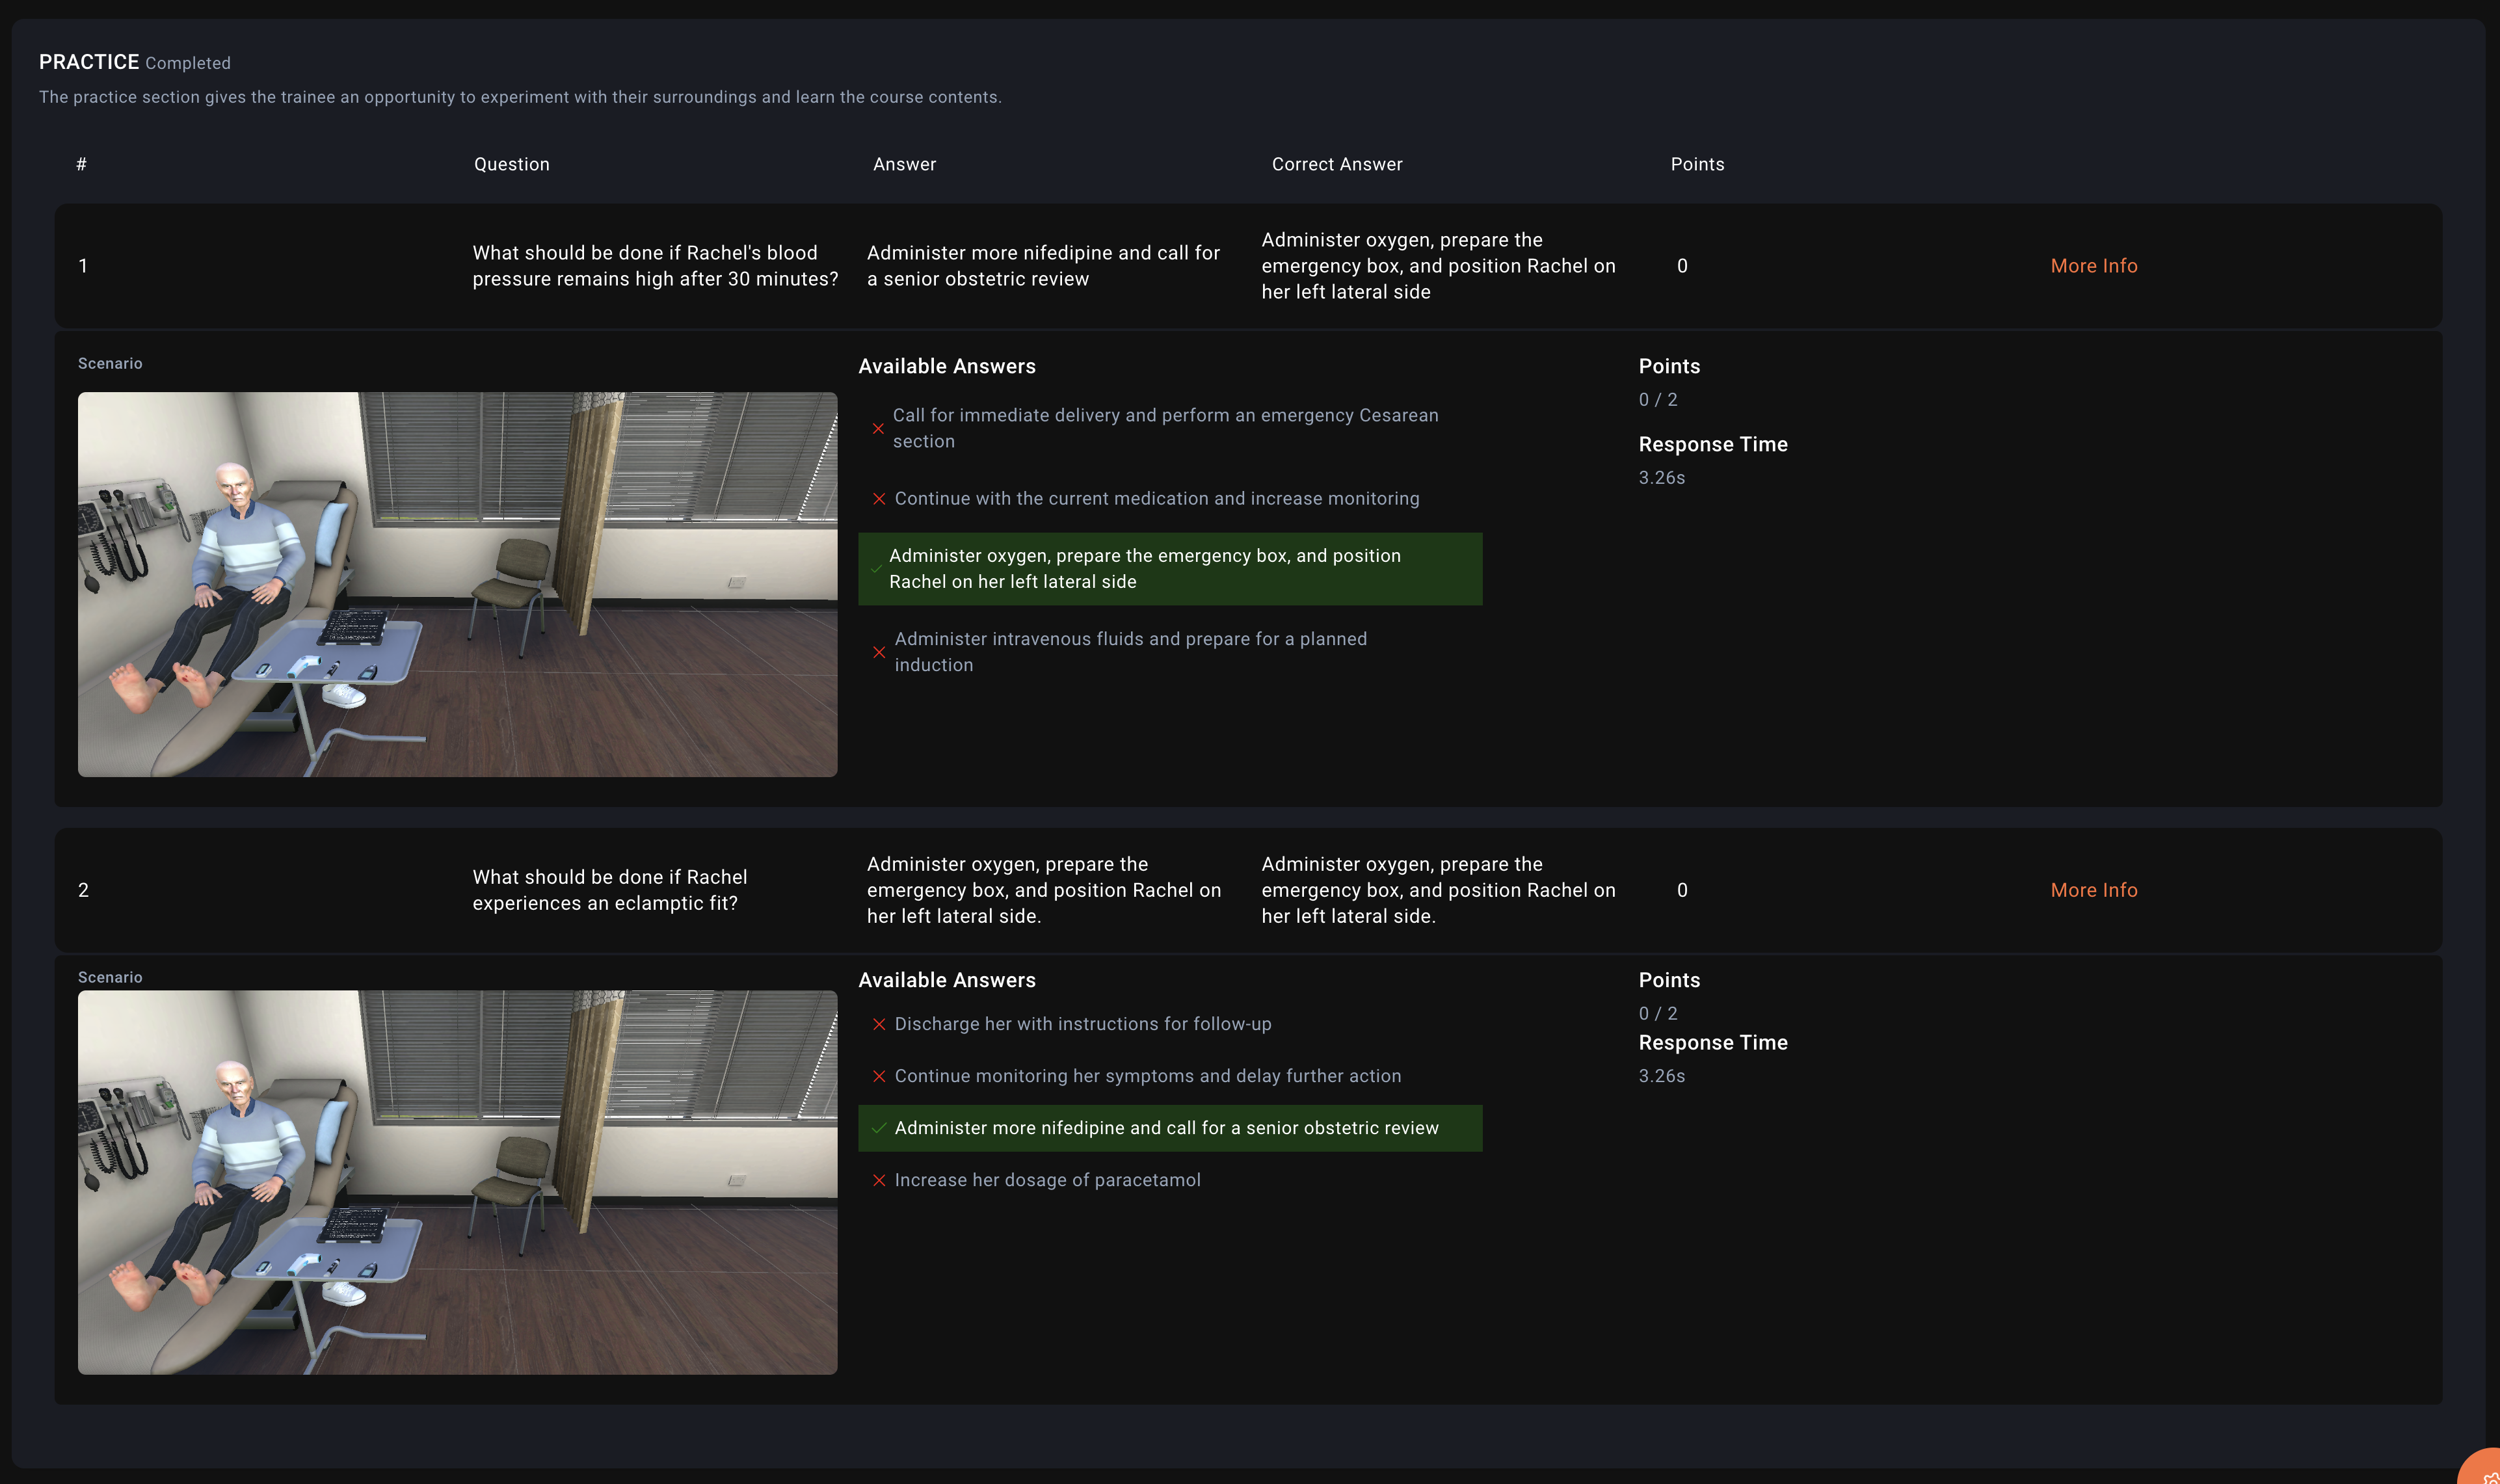 PRACTICE Completed
The practice section gives the trainee an opportunity to experiment with their surroundings and learn the course contents.
# Question Answer Correct Answer Points
1
What should be done if Rachel's blood
pressure remains high after 30 minutes?
Administer more nifedipine and call for
a senior obstetric review
Administer oxygen, prepare the
emergency box, and position Rachel on
her left lateral side
0
More Info
Scenario
Available Answers
Call for immediate delivery and perform an emergency Cesarean
section
Continue with the current medication and increase monitoring
Administer oxygen, prepare the emergency box, and position
Rachel on her left lateral side
Administer intravenous fluids and prepare for a planned
induction
Points
0 / 2
Response Time
3.26s
2
What should be done if Rachel
experiences an eclamptic fit?
Administer oxygen, prepare the
emergency box, and position Rachel on
her left lateral side.
Administer oxygen, prepare the
emergency box, and position Rachel on
her left lateral side.
0
More Info
Scenario
Available Answers
Discharge her with instructions for follow-up
Continue monitoring her symptoms and delay further action
Administer more nifedipine and call for a senior obstetric review
Increase her dosage of paracetamol
Points
0 / 2
Response Time
3.26s